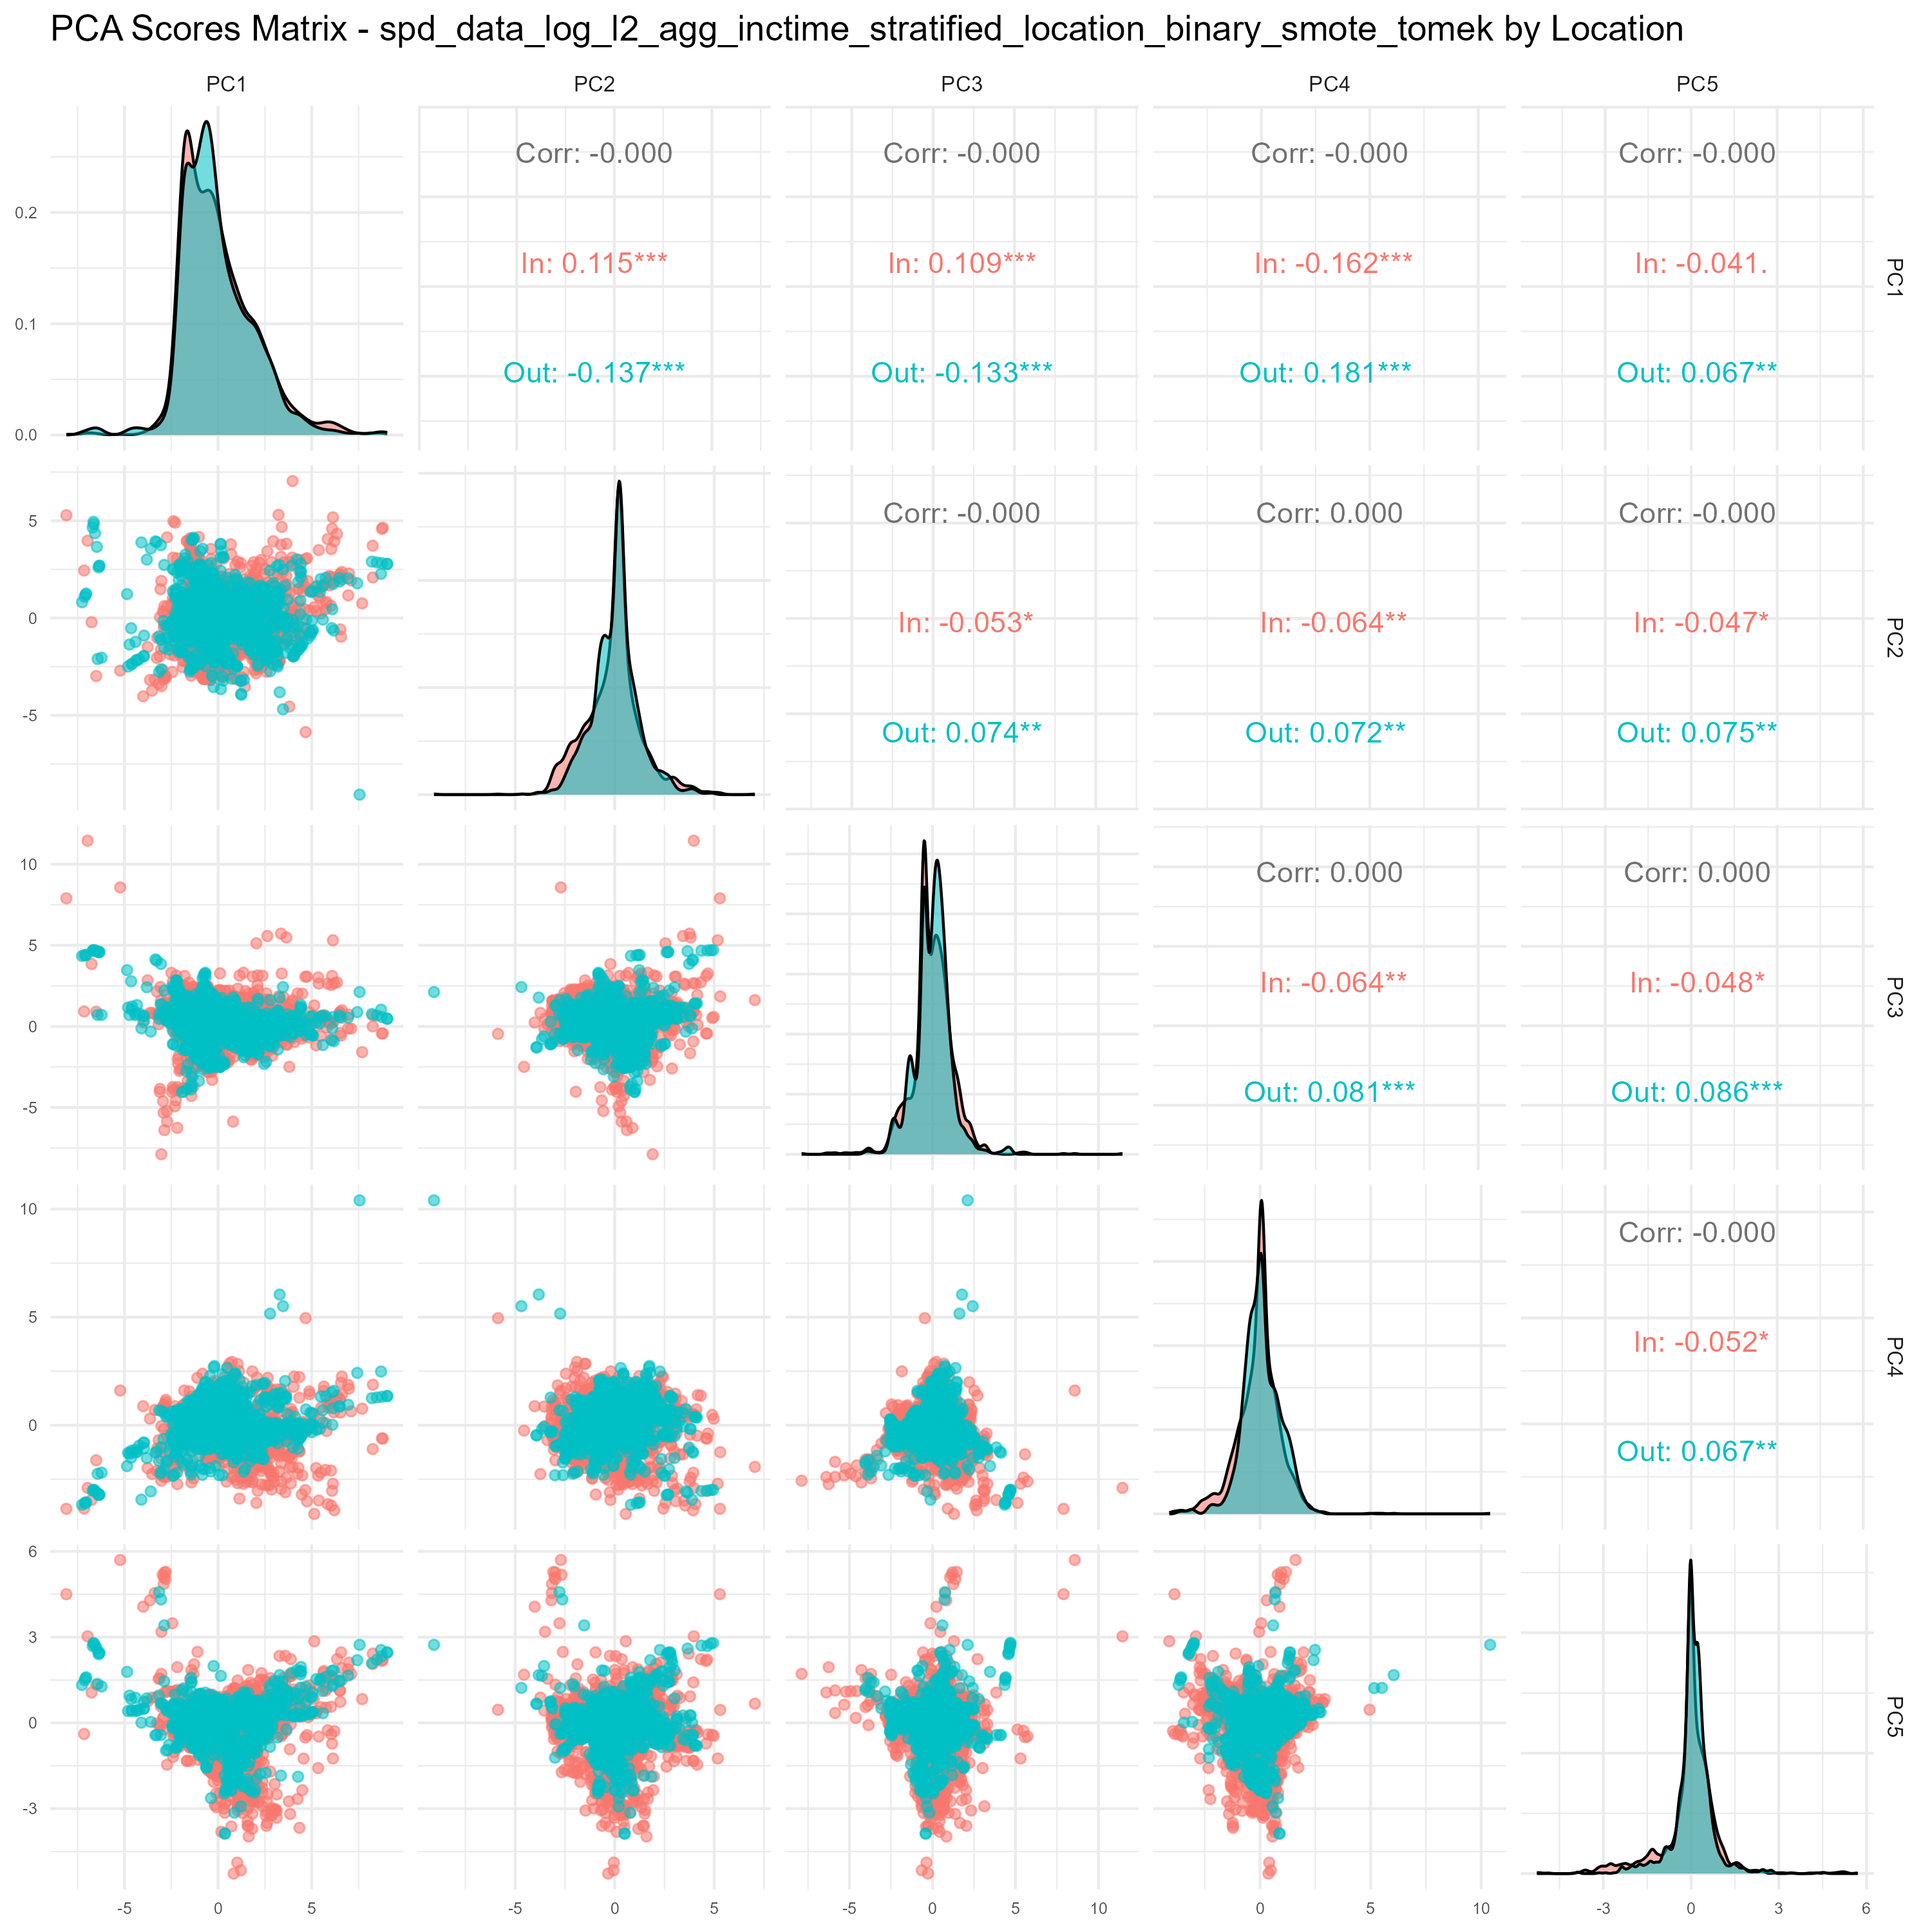 PCA Scores Matrix - spd_data_log_l2_agg_inctime_stratified_location_binary_smote_tomek by Location
PC1 PC2 PC3 PC4 PC5
Corr: -0.000 Corr: -0.000 Corr: -0.000 Corr: -0.000
0.2
In: 0.115*** In: 0.109*** In: -0.162*** In: -0.041.
PC1
0.1
Out: -0.137*** Out: -0.133*** Out: 0.181*** Out: 0.067**
0.0
5
Corr: -0.000 Corr: 0.000 Corr: -0.000
0
In: -0.053* In: -0.064** In: -0.047*
PC2
-5
Out: 0.074** Out: 0.072** Out: 0.075**
10
Corr: 0.000 Corr: 0.000
5
In: -0.064** In: -0.048*
PC3
0
Out: 0.081*** Out: 0.086***
-5
10
Corr: -0.000
5
In: -0.052*
PC4
0
Out: 0.067**
6
3
0
PC5
-3
-5 0 5 -5 0 5 -5 0 5 10 0 5 10 -3 0 3 6